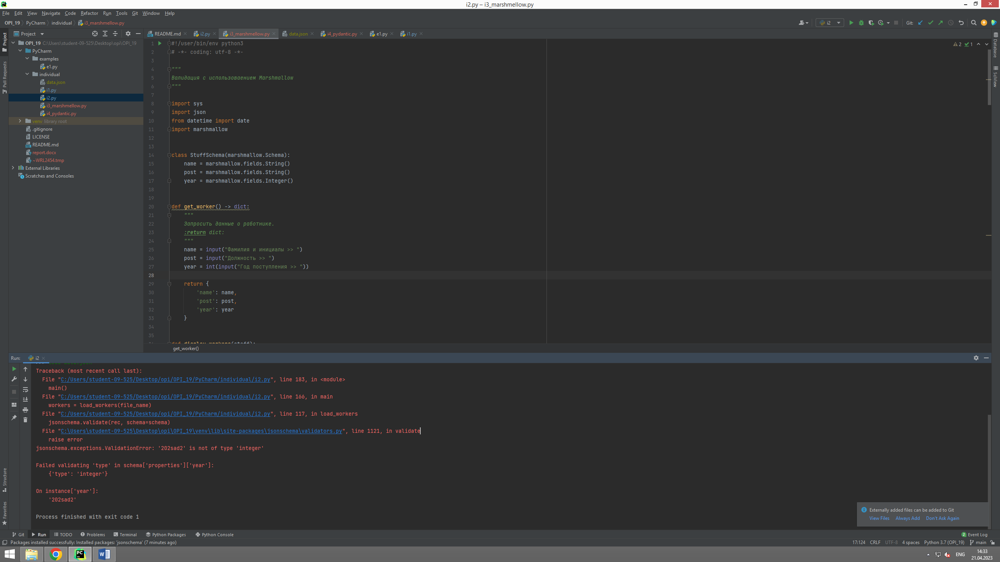 i2.py – i3_marshmellow.py
File Edit View Navigate Code Refactor Run Tools Git Window Help
OPI_19 PyCharm individual i3_marshmellow.py
i2 Git:
Project
README.md i2.py i3_marshmellow.py data.json i4_pydantic.py e1.py i1.py
OPI_19 C:\Users\student-09-525\Desktop\opi\OPI_19
PyCharm
examples
e1.py
individual
data.json
i1.py
i2.py
i3_marshmellow.py
i4_pydantic.py
venv library root
.gitignore
LICENSE
README.md
report.docx
~WRL2454.tmp
External Libraries
Scratches and Consoles
Project
Pull Requests
Structure
Favorites
Database
SciView
2 1
1 #!/user/bin/env python3
2 # -*- coding: utf-8 -*-
3
4 """
5 Валидация с использоваением Marshmallow
6 """
7
8 import sys
9 import json
10 from datetime import date
11 import marshmallow
12
13
14 class StuffSchema(marshmallow.Schema):
15 name = marshmallow.fields.String()
16 post = marshmallow.fields.String()
17 year = marshmallow.fields.Integer()
18
19
20 def get_worker() -> dict:
21 """
22 Запросить данные о работнике.
23 :return dict:
24 """
25 name = input("Фамилия и инициалы >> ")
26 post = input("Должность >> ")
27 year = int(input("Год поступления >> "))
28
29 return {
30 'name': name,
31 'post': post,
32 'year': year
33 }
34
35
get_worker()
Run: i2
Traceback (most recent call last):
File "C:/Users/student-09-525/Desktop/opi/OPI_19/PyCharm/individual/i2.py", line 183, in <module>
main()
File "C:/Users/student-09-525/Desktop/opi/OPI_19/PyCharm/individual/i2.py", line 166, in main
workers = load_workers(file_name)
File "C:/Users/student-09-525/Desktop/opi/OPI_19/PyCharm/individual/i2.py", line 117, in load_workers
jsonschema.validate(rec, schema=schema)
File "C:\Users\student-09-525\Desktop\opi\OPI_19\venv\lib\site-packages\jsonschema\validators.py", line 1121, in validate
raise error
jsonschema.exceptions.ValidationError: '202sad2' is not of type 'integer'
Failed validating 'type' in schema['properties']['year']:
{'type': 'integer'}
On instance['year']:
'202sad2'
Process finished with exit code 1
Externally added files can be added to Git
View Files Always Add Don't Ask Again
Git Run TODO Problems Terminal Python Packages Python Console
2 Event Log
Packages installed successfully: Installed packages: 'jsonschema' (7 minutes ago)
17:124 CRLF UTF-8 4 spaces Python 3.7 (OPI_19) main
ENG
14:33
21.04.2023